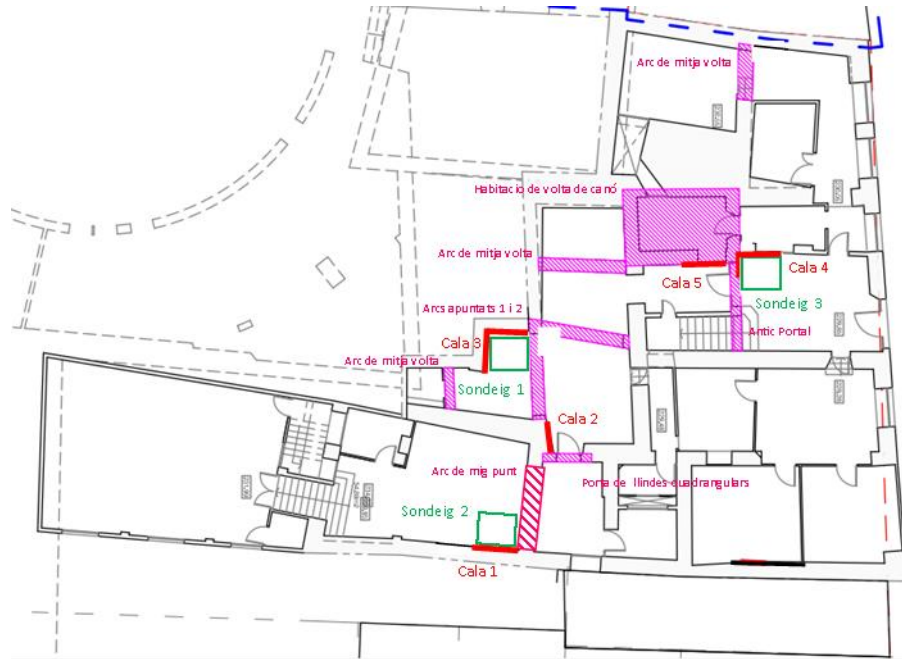 Arc de mitja volta
Habitacio de volta de canó
Arc de mitja volta
Cala 5
Cala 4
Sondeig 3
Arcs apuntats 1 i 2
Antic Portal
Cala 3
Arc de mitja volta
Sondeig 1
Cala 2
Arc de mig punt
Porta de llindes quadrangulars
Sondeig 2
Cala 1